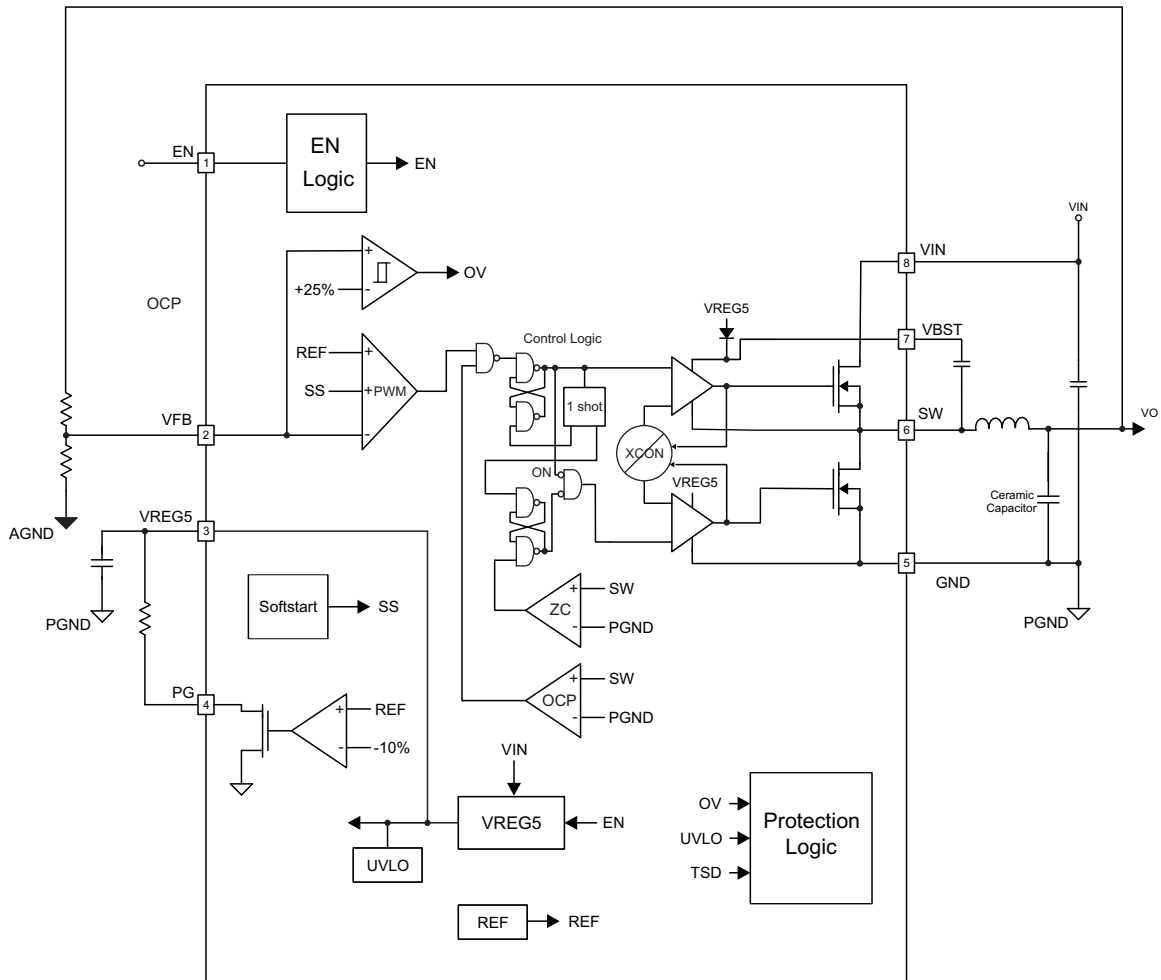 EN
1
EN
Logic
EN
OCP
+
+25%
-
OV
REF
+
SS
+PWM
-
VFB
2
Control Logic
1 shot
ON
XCON
VREG5
VREG5
VIN
8
VIN
VBST
7
SW
6
VO
Ceramic
Capacitor
5
GND
PGND
AGND
VREG5
3
PGND
Softstart
SS
PG
4
+
REF
-
-10%
+
SW
ZC
-
PGND
+
SW
OCP
-
PGND
VIN
VREG5
EN
UVLO
REF
REF
OV
UVLO
TSD
Protection
Logic